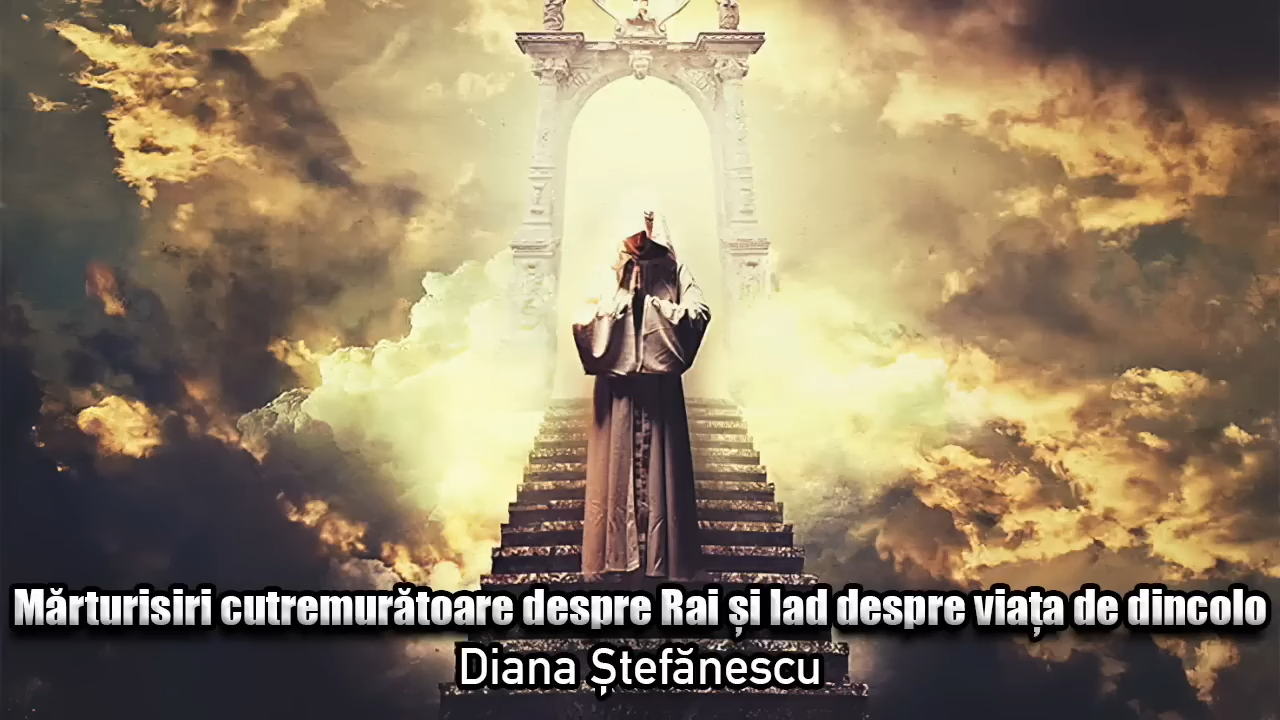 Mărturisiri cutremurătoare despre Rai și Iad despre viața de dincolo
Diana Ștefănescu